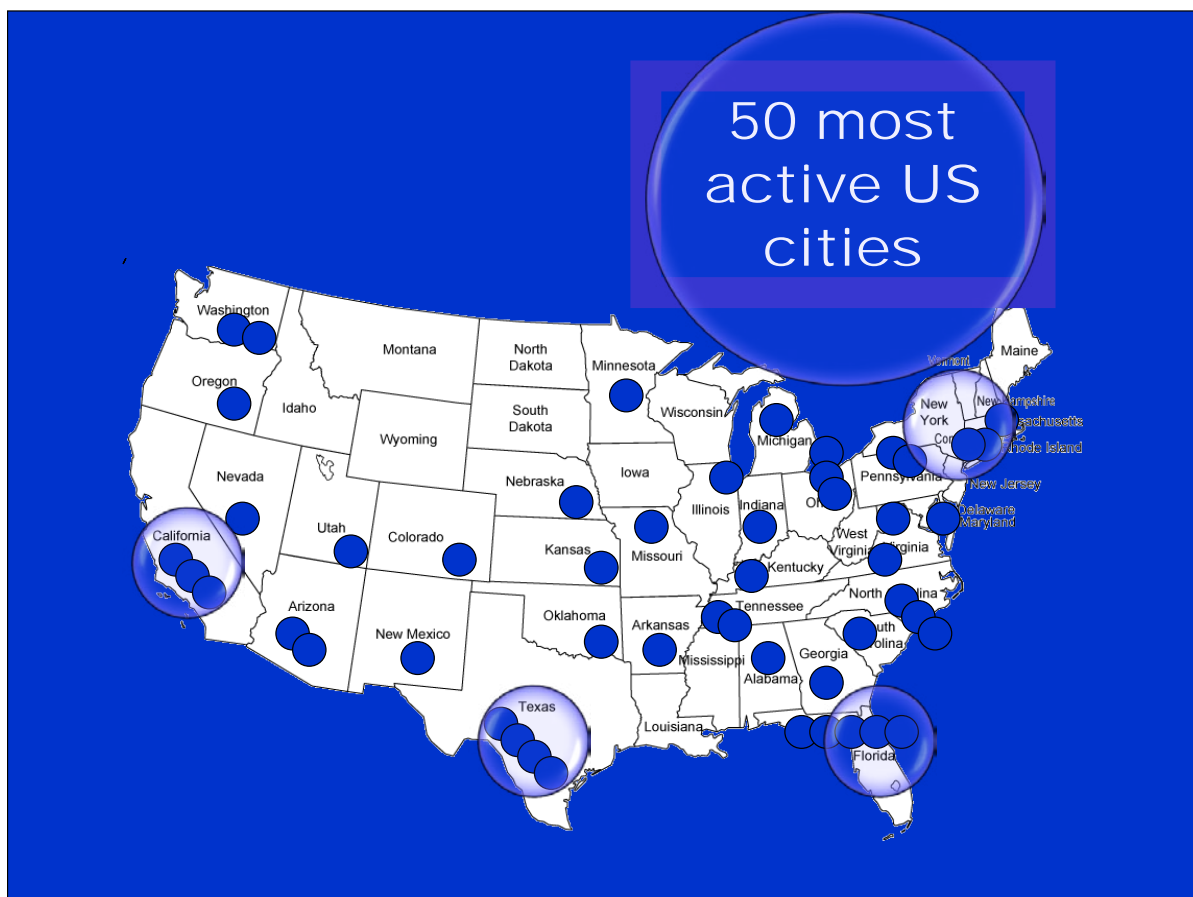 50 most
active US
cities
Washington
Montana
North
Dakota
Minnesota
Maine
Vermont
Oregon
Idaho
South
Dakota
Wisconsin
New
York
Wyoming
Michigan
Rhode Island
Nevada
Nebraska
Iowa
Pennsylvania
New Jersey
Illinois
Indiana
Delaware
Maryland
Utah
Colorado
California
Kansas
Missouri
West
Virginia
Kentucky
Arizona
New Mexico
Oklahoma
Arkansas
Tennessee
North
Mississippi
Alabama
Georgia
Texas
Louisiana
Florida